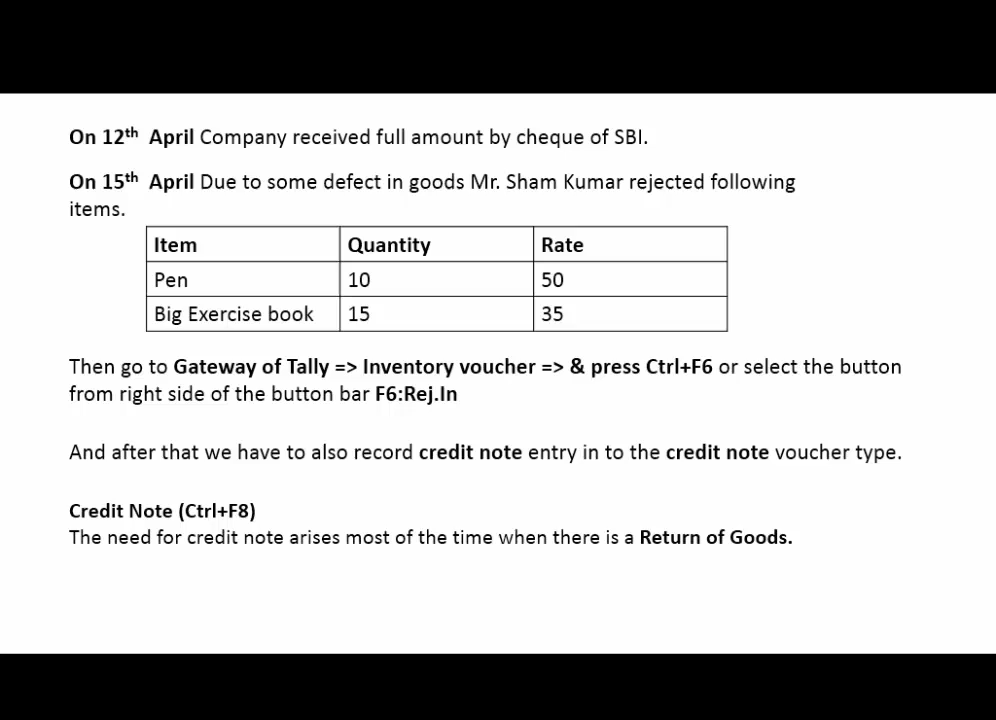 On 12th April Company received full amount by cheque of SBI.
On 15th April Due to some defect in goods Mr. Sham Kumar rejected following
items.
Item Quantity Rate
Pen 10 50
Big Exercise book 15 35
Then go to Gateway of Tally => Inventory voucher => & press Ctrl+F6 or select the button
from right side of the button bar F6:Rej.In
And after that we have to also record credit note entry in to the credit note voucher type.
Credit Note (Ctrl+F8)
The need for credit note arises most of the time when there is a Return of Goods.